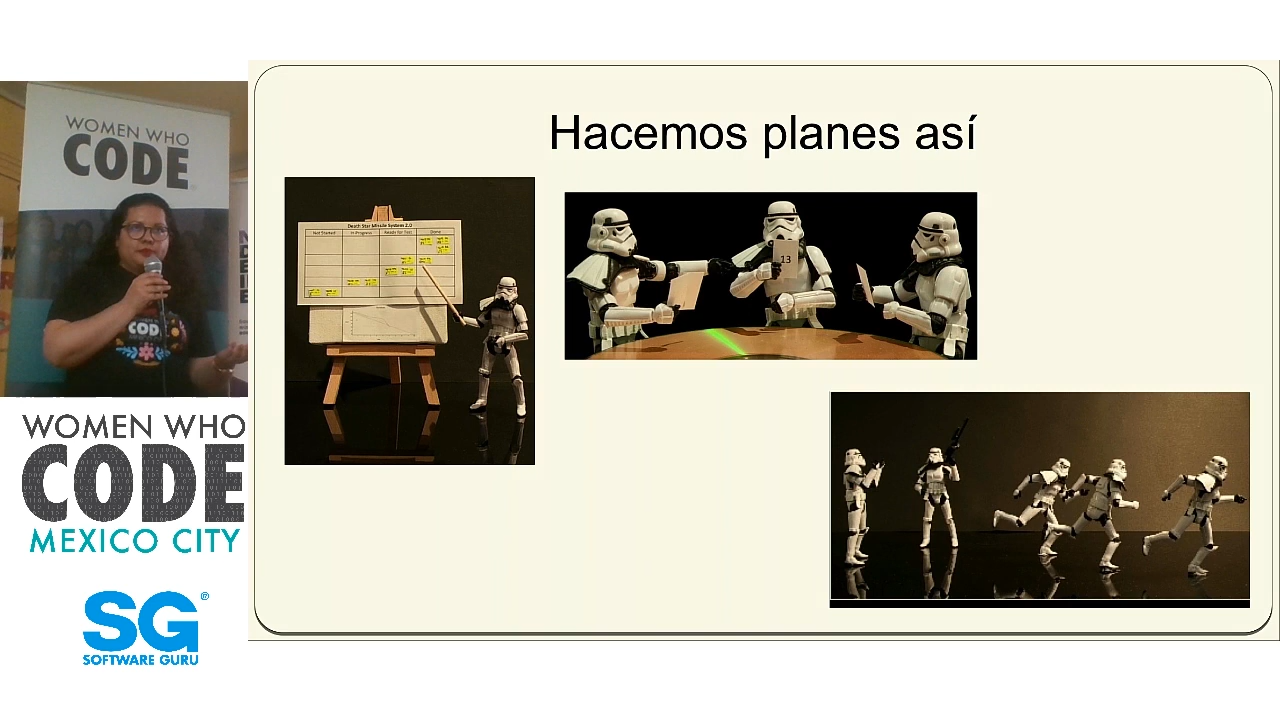 WOMEN WHO
CODE
COD
WOMEN WHO
CODE
MEXICO CITY
SG®
SOFTWARE GURU
Hacemos planes así
Death Star Missile System 2.0
Not Started In Progress Ready for Test Done
13